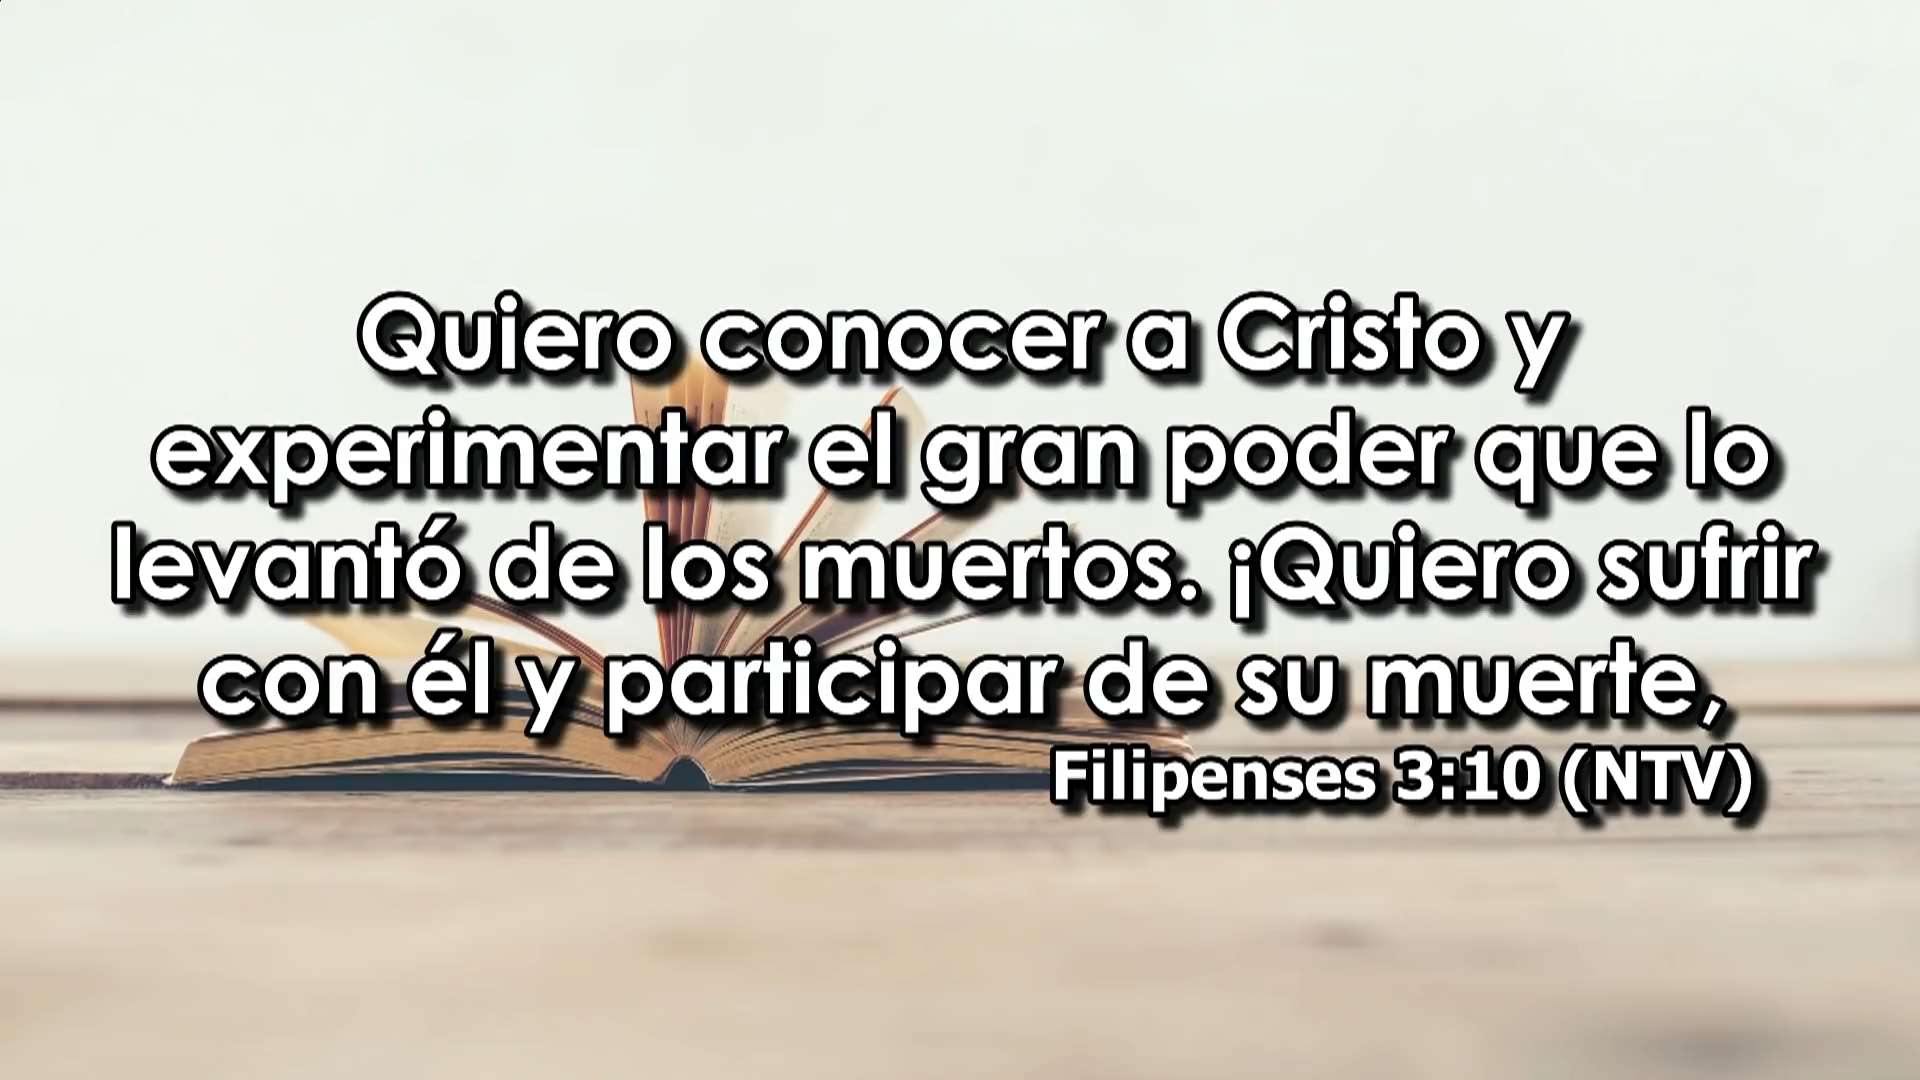 Quiero conocer a Cristo y
experimentar el gran poder que lo
levantó de los muertos. ¡Quiero sufrir
con él y participar de su muerte,
Filipenses 3:10 (NTV)